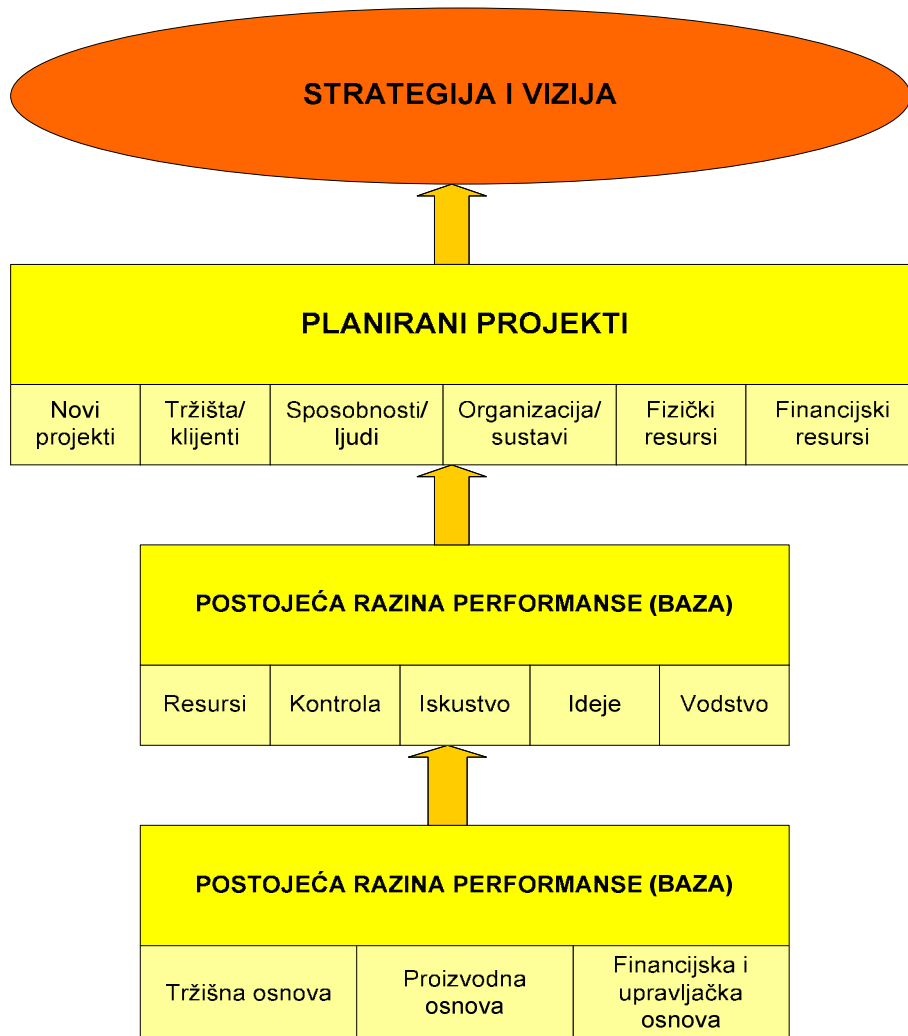 STRATEGIJA I VIZIJA
PLANIRANI PROJEKTI
Novi
projekti
Tržišta/
klijenti
Sposobnosti/
ljudi
Organizacija/
sustavi
Fizički
resursi
Financijski
resursi
POSTOJEĆA RAZINA PERFORMANSE (BAZA)
Resursi
Kontrola
Iskustvo
Ideje
Vodstvo
POSTOJEĆA RAZINA PERFORMANSE (BAZA)
Tržišna osnova
Proizvodna
osnova
Financijska i
upravljačka
osnova